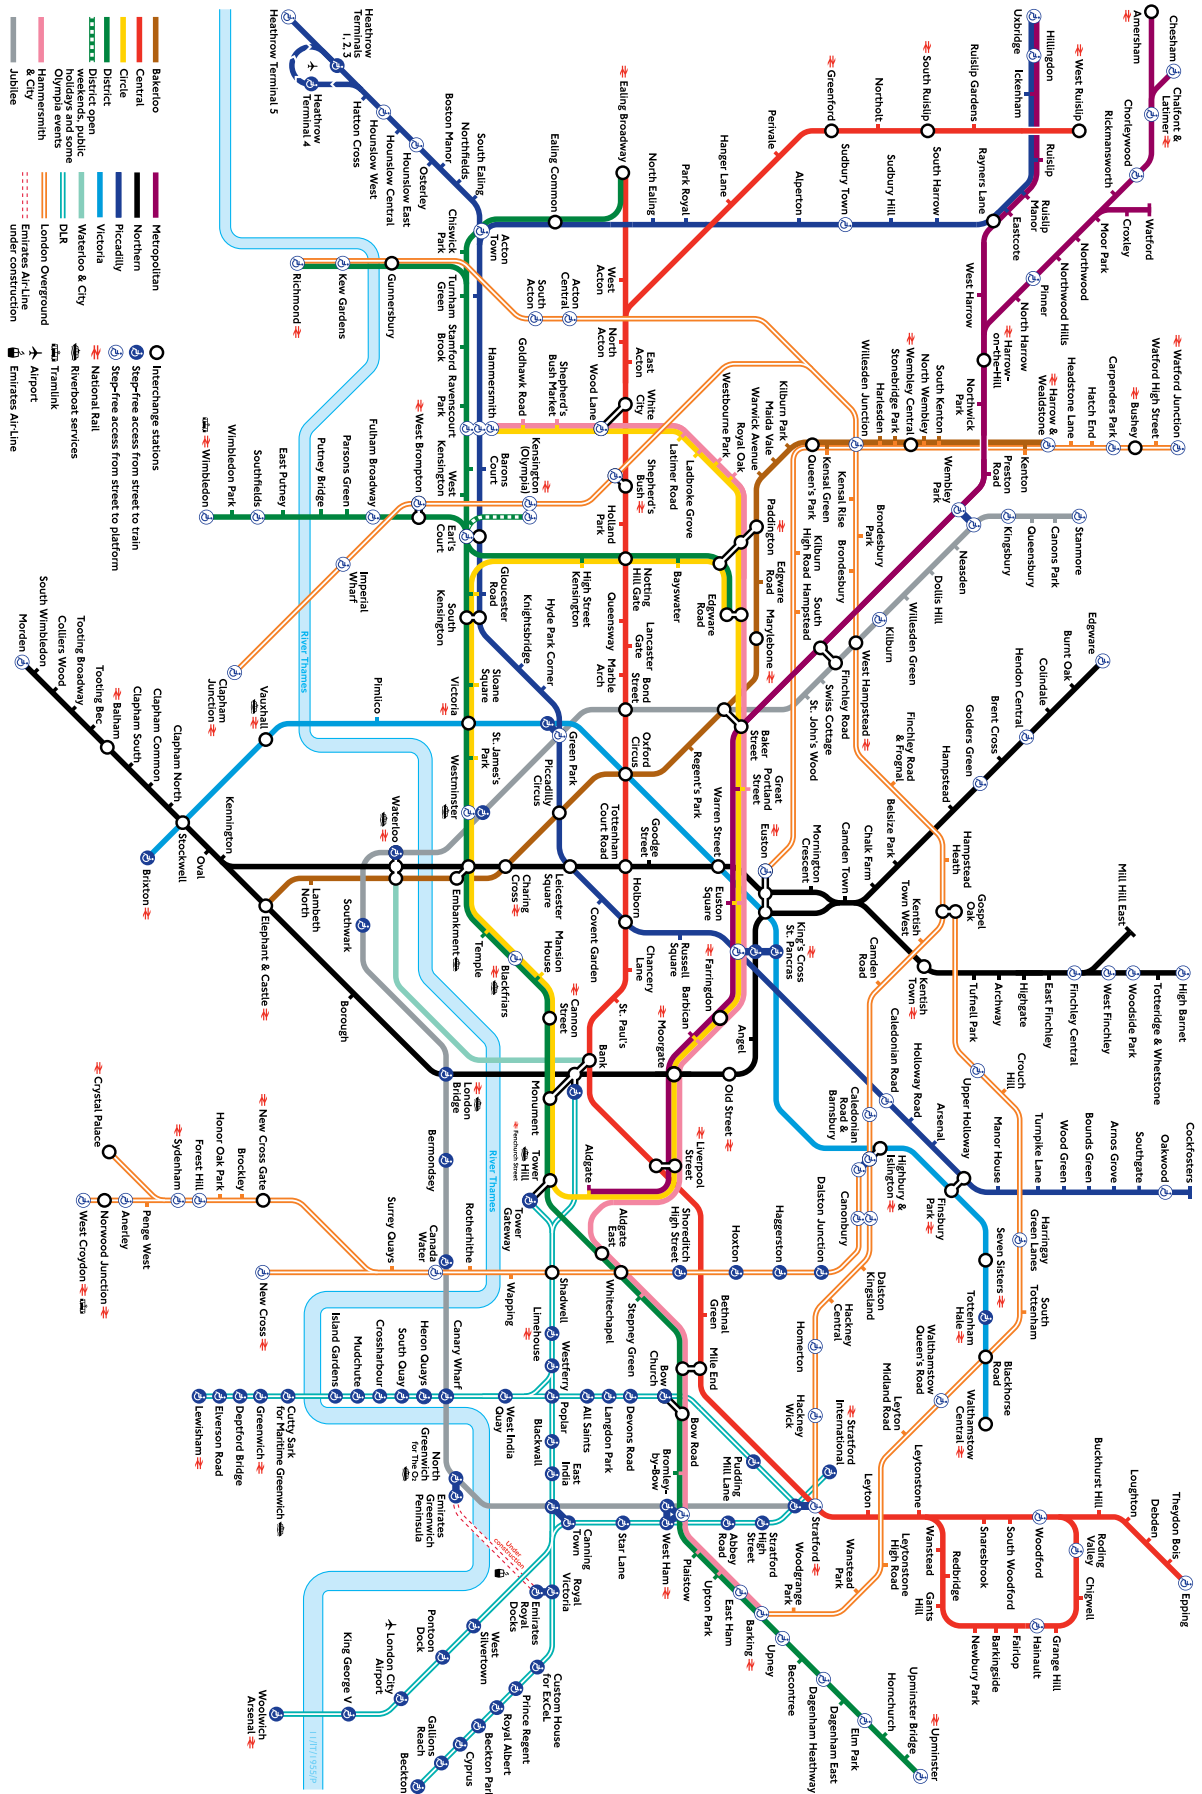 Chesham
Chalfont &
Latimer
Amersham
Chorleywood
Rickmansworth
Watford
Croxley
Moor Park
Northwood
Northwood Hills
Pinner
North Harrow
Harrow-
on-the-Hill
Northwick
Park
Preston
Road
Wembley
Park
West Ruislip
Uxbridge
Hillingdon
Ickenham
Ruislip
Ruislip
Manor
Eastcote
Rayners Lane
West Harrow
South Harrow
Sudbury Hill
Sudbury Town
Alperton
Park Royal
North Ealing
Ealing Common
Ruislip Gardens
South Ruislip
Northolt
Greenford
Perivale
Hanger Lane
Ealing Broadway
West
Acton
North
Acton
East
Acton
White
City
Wood Lane
Shepherd's
Bush
Holland
Park
Notting
Hill Gate
Queensway
Lancaster
Gate
Marble
Arch
Bond
Street
Oxford
Circus
Tottenham
Court Road
Holborn
Chancery
Lane
St. Paul's
Bank
Liverpool
Street
Bethnal
Green
Mile End
Stratford
Leyton
Leytonstone
Wanstead
Redbridge
Gants
Hill
Newbury Park
Barkingside
Fairlop
Hainault
Grange Hill
Chigwell
Roding
Valley
Snaresbrook
South Woodford
Woodford
Buckhurst Hill
Loughton
Debden
Theydon Bois
Epping
Watford Junction
Watford High Street
Bushey
Carpenders Park
Hatch End
Headstone Lane
Harrow &
Wealdstone
Kenton
South Kenton
North Wembley
Wembley Central
Stonebridge Park
Harlesden
Willesden Junction
Kensal Green
Queen's Park
Kilburn Park
Maida Vale
Warwick Avenue
Paddington
Edgware
Road
Marylebone
Baker
Street
Regent's Park
Piccadilly
Circus
Charing
Cross
Embankment
Waterloo
Lambeth
North
Elephant & Castle
Stanmore
Canons Park
Queensbury
Kingsbury
Neasden
Dollis Hill
Willesden Green
Kilburn
West Hampstead
Finchley Road
Swiss Cottage
St. John's Wood
Green Park
Westminster
Southwark
London
Bridge
Bermondsey
Canada
Water
Canary Wharf
North
Greenwich
for The O2
Canning
Town
West Ham
Kensal Rise
Brondesbury
Park
Brondesbury
Kilburn
High Road
South
Hampstead
Finchley Road
& Frognal
Hampstead
Heath
Gospel
Oak
Kentish
Town West
Camden
Road
Caledonian
Road &
Barnsbury
Highbury &
Islington
Canonbury
Dalston
Kingsland
Hackney
Central
Homerton
Hackney
Wick
Upper Holloway
Crouch
Hill
Harringay
Green Lanes
South
Tottenham
Blackhorse
Road
Walthamstow
Queen's Road
Leyton
Midland Road
Leytonstone
High Road
Wanstead
Park
Woodgrange
Park
Edgware
Burnt Oak
Colindale
Hendon Central
Brent Cross
Golders Green
Hampstead
Belsize Park
Chalk Farm
Camden Town
Mornington
Crescent
Euston
High Barnet
Totteridge & Whetstone
Woodside Park
West Finchley
Mill Hill East
Finchley Central
East Finchley
Highgate
Archway
Tufnell Park
Kentish
Town
Warren Street
Goodge
Street
Leicester
Square
Kennington
Oval
Stockwell
Clapham North
Clapham Common
Clapham South
Balham
Tooting Bec
Tooting Broadway
Colliers Wood
South Wimbledon
Morden
King's Cross
St. Pancras
Angel
Old Street
Moorgate
Borough
Cockfosters
Oakwood
Southgate
Arnos Grove
Bounds Green
Wood Green
Turnpike Lane
Manor House
Finsbury
Park
Arsenal
Holloway Road
Caledonian Road
Russell
Square
Covent Garden
Hyde Park Corner
Knightsbridge
South
Kensington
Gloucester
Road
Earl's
Court
Barons
Court
Hammersmith
Acton
Town
South Ealing
Northfields
Boston Manor
Osterley
Hounslow East
Hounslow Central
Hounslow West
Hatton Cross
Heathrow
Terminals
1, 2, 3
Heathrow
Terminal 4
Heathrow Terminal 5
Walthamstow
Central
Tottenham
Hale
Seven Sisters
Victoria
Pimlico
Vauxhall
Brixton
Westbourne Park
Royal Oak
Ladbroke Grove
Latimer Road
Shepherd's
Bush Market
Goldhawk Road
Edgware
Road
Bayswater
High Street
Kensington
Great
Portland
Street
Euston
Square
Farringdon
Barbican
Aldgate
Aldgate
East
Whitechapel
Stepney Green
Bow Road
Bow
Church
Bromley-
by-Bow
Plaistow
Upton Park
East Ham
Barking
Upney
Becontree
Dagenham Heathway
Dagenham East
Elm Park
Hornchurch
Upminster Bridge
Upminster
Acton
Central
South
Acton
Gunnersbury
Kew Gardens
Richmond
Chiswick
Park
Turnham
Green
Stamford
Brook
Ravenscourt
Park
West
Kensington
Kensington
(Olympia)
West Brompton
Fulham Broadway
Parsons Green
Putney Bridge
East Putney
Southfields
Wimbledon Park
Wimbledon
Imperial
Wharf
Clapham
Junction
Sloane
Square
St. James's
Park
Temple
Blackfriars
Mansion
House
Cannon
Street
Monument
Tower
Hill
Fenchurch Street
Tower
Gateway
Dalston Junction
Haggerston
Hoxton
Shoreditch
High Street
Shadwell
Wapping
Rotherhithe
Surrey Quays
New Cross
New Cross Gate
Brockley
Honor Oak Park
Forest Hill
Sydenham
Crystal Palace
Penge West
Anerley
Norwood Junction
West Croydon
Limehouse
Westferry
Poplar
Blackwall
East
India
All Saints
Langdon Park
Devons Road
Pudding
Mill Lane
Stratford
International
Stratford
High
Street
Abbey
Road
Star Lane
West India
Quay
Heron Quays
South Quay
Crossharbour
Mudchute
Island Gardens
Cutty Sark
for Maritime Greenwich
Greenwich
Deptford Bridge
Elverson Road
Lewisham
Emirates
Greenwich
Peninsula
Under
construction
Emirates
Royal
Docks
Royal
Victoria
Custom House
for ExCeL
Prince Regent
Royal Albert
Beckton Park
Cyprus
Gallions
Reach
Beckton
West
Silvertown
Pontoon
Dock
London City
Airport
King George V
Woolwich
Arsenal
River Thames
River Thames
Bakerloo
Central
Circle
District
District open
weekends, public
holidays and some
Olympia events
Hammersmith
& City
Jubilee
Metropolitan
Northern
Piccadilly
Victoria
Waterloo & City
DLR
London Overground
Emirates Air-Line
under construction
Interchange stations
Step-free access from street to train
Step-free access from street to platform
National Rail
Riverboat services
Tramlink
Airport
Emirates Air-Line